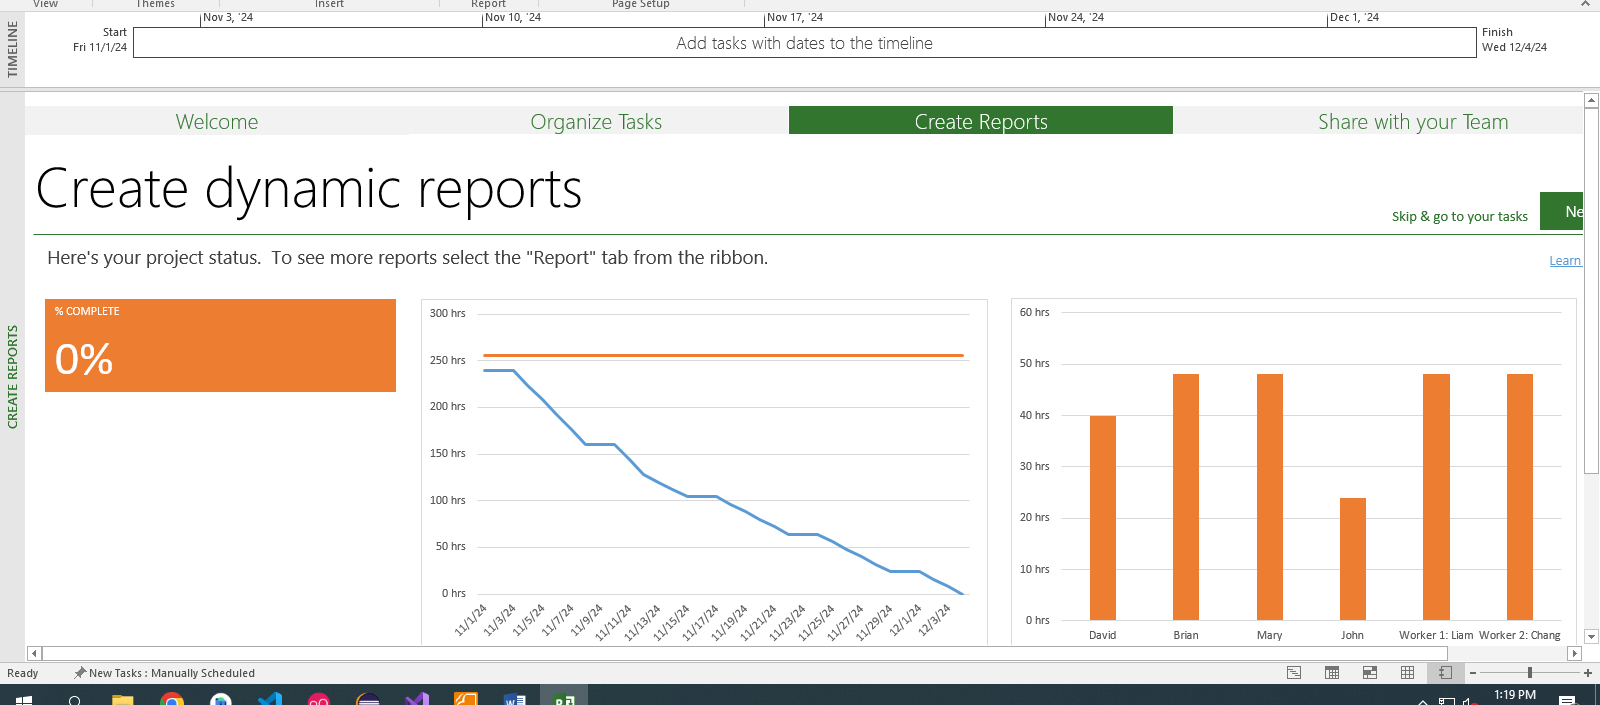 View Themes Insert Report Page Setup
TIMELINE
Nov 3, '24 Nov 10, '24 Nov 17, '24 Nov 24, '24 Dec 1, '24
Start
Fri 11/1/24
Add tasks with dates to the timeline
Finish
Wed 12/4/24
Welcome Organize Tasks Create Reports Share with your Team
Create dynamic reports
Skip & go to your tasks
Ne
Here's your project status.  To see more reports select the "Report" tab from the ribbon.
Learn
CREATE REPORTS
% COMPLETE
0%
300 hrs
250 hrs
200 hrs
150 hrs
100 hrs
50 hrs
0 hrs
11/1/24 11/3/24 11/5/24 11/7/24 11/9/24 11/11/24 11/13/24 11/15/24 11/17/24 11/19/24 11/21/24 11/23/24 11/25/24 11/27/24 11/29/24 12/1/24 12/3/24
60 hrs
50 hrs
40 hrs
30 hrs
20 hrs
10 hrs
0 hrs
David Brian Mary John Worker 1: Liam Worker 2: Chang
Ready New Tasks : Manually Scheduled
1:19 PM